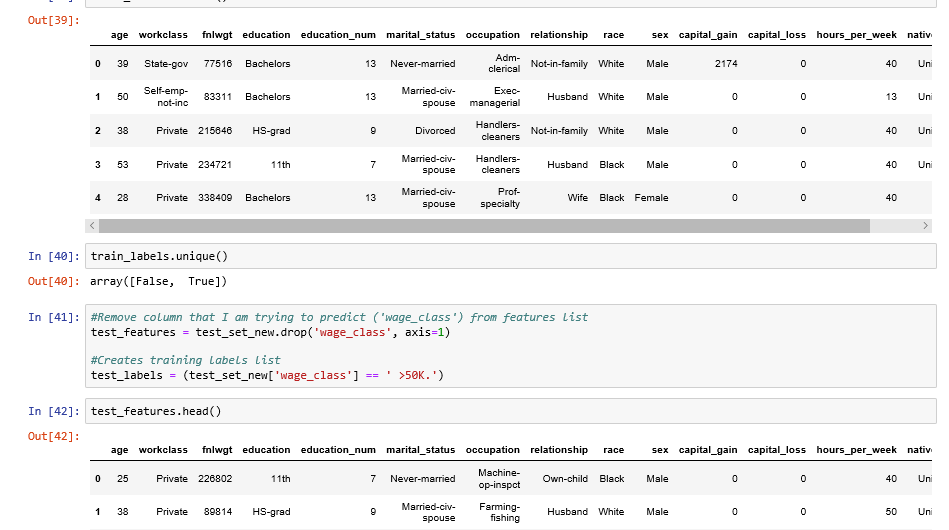 Out[39]:
age workclass fnlwgt education education_num marital_status occupation relationship race sex capital_gain capital_loss hours_per_week
0 39 State-gov 77516 Bachelors 13 Never-married Adm-clerical Not-in-family White Male 2174 0 40 Uni
1 50 Self-emp-not-inc 83311 Bachelors 13 Married-civ-spouse Exec-managerial Husband White Male 0 0 13 Uni
2 38 Private 215646 HS-grad 9 Divorced Handlers-cleaners Not-in-family White Male 0 0 40 Uni
3 53 Private 234721 11th 7 Married-civ-spouse Handlers-cleaners Husband Black Male 0 0 40 Uni
4 28 Private 338409 Bachelors 13 Married-civ-spouse Prof-specialty Wife Black Female 0 0 40
In [40]: train_labels.unique()
Out[40]: array([False,  True])
In [41]: #Remove column that I am trying to predict ('wage_class') from features list
test_features = test_set_new.drop('wage_class', axis=1)
#Creates training labels list
test_labels = (test_set_new['wage_class'] == ' >50K.')
In [42]: test_features.head()
Out[42]:
age workclass fnlwgt education education_num marital_status occupation relationship race sex capital_gain capital_loss hours_per_week
0 25 Private 226802 11th 7 Never-married Machine-op-inspct Own-child Black Male 0 0 40 Uni
1 38 Private 89814 HS-grad 9 Married-civ-spouse Farming-fishing Husband White Male 0 0 50 Uni